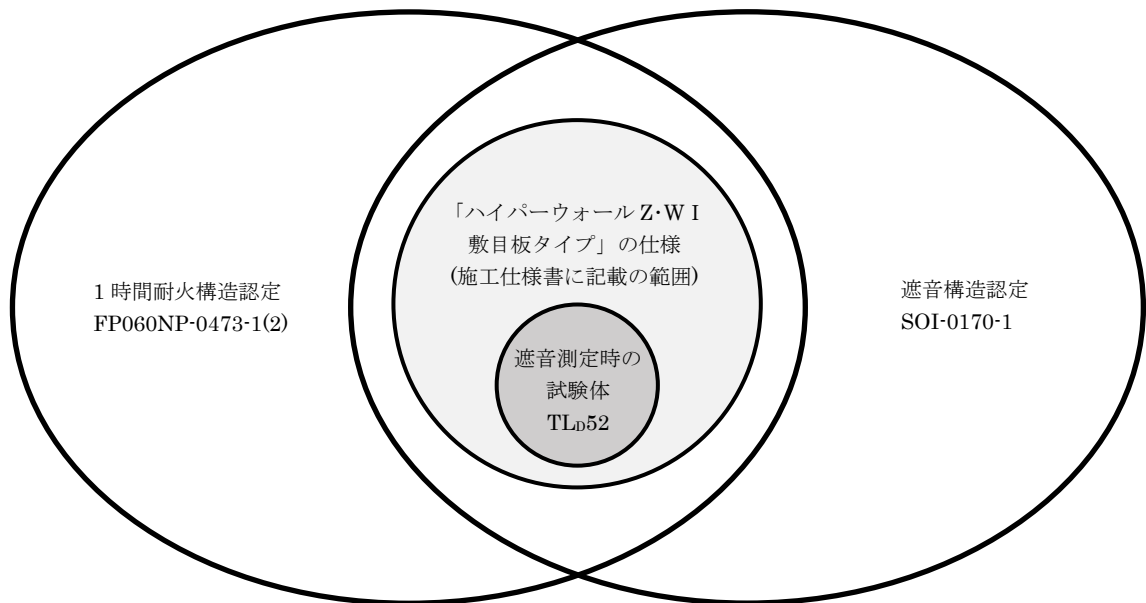 「ハイパーウォール Z･W I
敷目板タイプ」の仕様
(施工仕様書に記載の範囲)
1 時間耐火構造認定
FP060NP-0473-1(2)
遮音構造認定
SOI-0170-1
遮音測定時の
試験体
TLD52